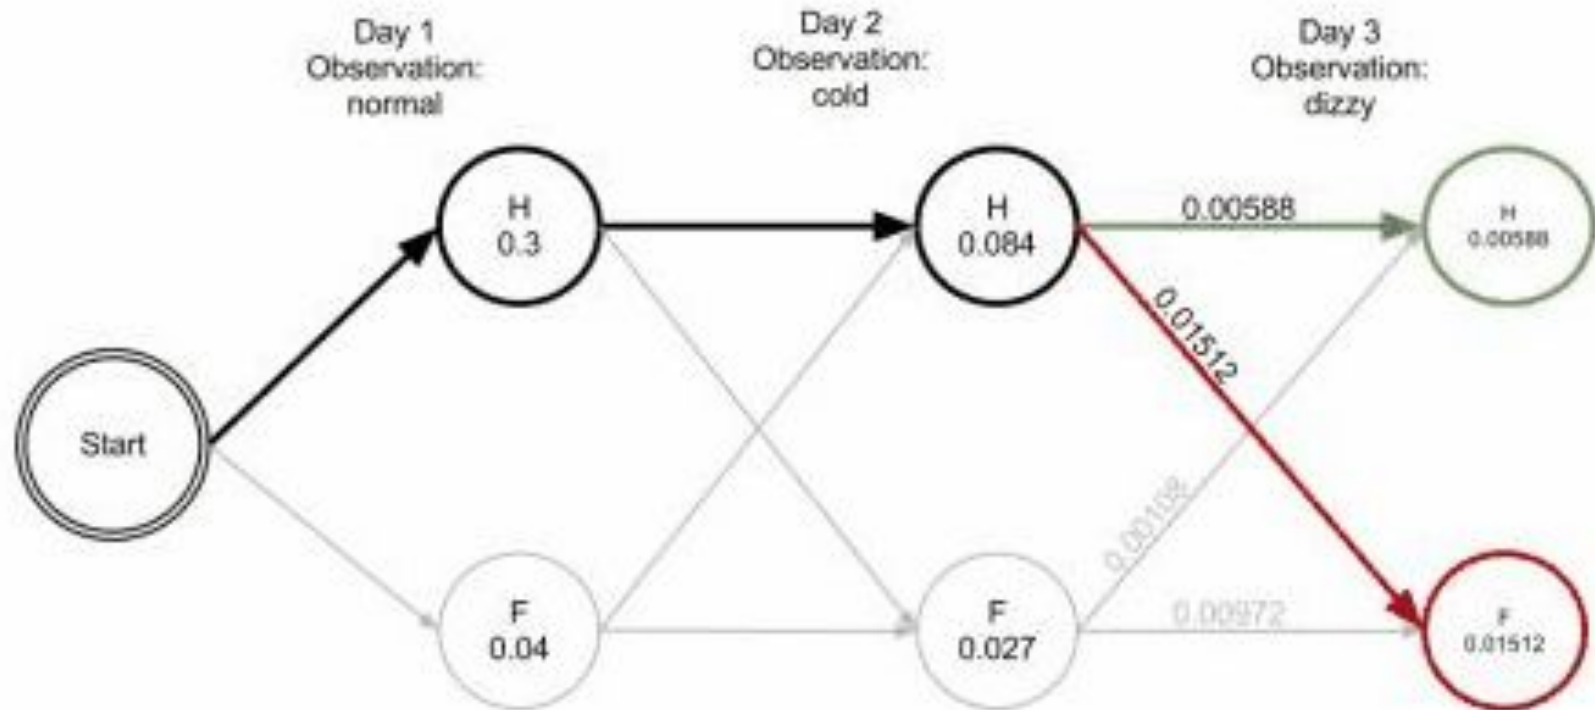 Day 1
Observation:
normal
Day 2
Observation:
cold
Day 3
Observation:
dizzy
H
0.3
H
0.084
0.00588
H
0.00588
0.01512
Start
0.00108
F
0.04
F
0.027
0.00972
F
0.01512